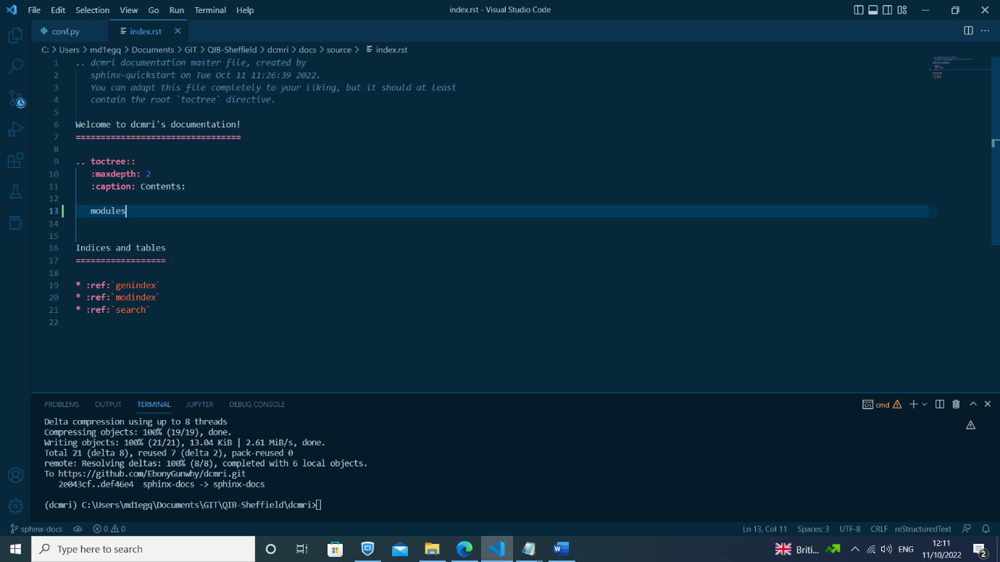 File Edit Selection View Go Run Terminal Help
index.rst - Visual Studio Code
conf.py
index.rst
C: > Users > md1egq > Documents > GIT > QIB-Sheffield > dcmri > docs > source > index.rst
1 .. dcmri documentation master file, created by
2 sphinx-quickstart on Tue Oct 11 11:26:39 2022.
3 You can adapt this file completely to your liking, but it should at least
4 contain the root `toctree` directive.
5
6 Welcome to dcmri's documentation!
7 =================================
8
9 .. toctree::
10 :maxdepth: 2
11 :caption: Contents:
12
13 modules
14
15
16 Indices and tables
17 ==================
18
19 * :ref:`genindex`
20 * :ref:`modindex`
21 * :ref:`search`
22
PROBLEMS OUTPUT TERMINAL JUPYTER DEBUG CONSOLE
cmd
Delta compression using up to 8 threads
Compressing objects: 100% (19/19), done.
Writing objects: 100% (21/21), 13.04 KiB | 2.61 MiB/s, done.
Total 21 (delta 8), reused 7 (delta 2), pack-reused 0
remote: Resolving deltas: 100% (8/8), completed with 6 local objects.
To https://github.com/EbonyGunwhy/dcmri.git
2e043cf..def46e4 sphinx-docs -> sphinx-docs
(dcmri) C:\Users\md1egq\Documents\GIT\QIB-Sheffield\dcmri>
sphinx-docs 0 0
Ln 13, Col 11 Spaces: 3 UTF-8 CRLF reStructuredText
Type here to search
Briti...
ENG
12:11
11/10/2022
2